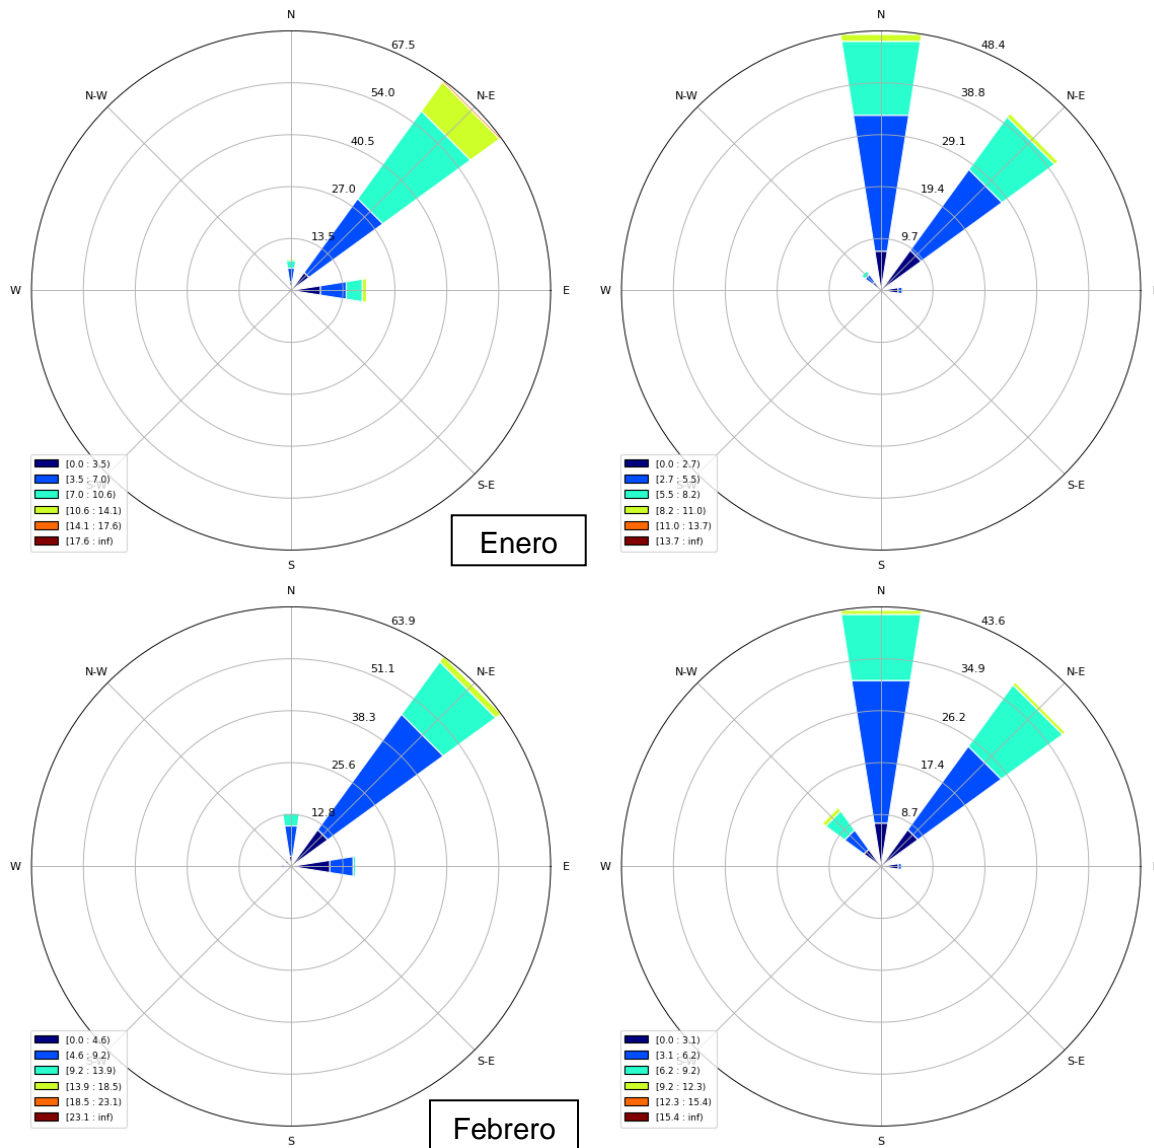 N
67.5
54.0
40.5
27.0
13.5
N-W
N-E
W
E
S-E
S
[0.0 : 3.5)
[3.5 : 7.0)
[7.0 : 10.6)
[10.6 : 14.1)
[14.1 : 17.6)
[17.6 : inf)
N
48.4
38.8
29.1
19.4
9.7
N-W
N-E
W
S-E
S
[0.0 : 2.7)
[2.7 : 5.5)
[5.5 : 8.2)
[8.2 : 11.0)
[11.0 : 13.7)
[13.7 : inf)
Enero
N
63.9
51.1
38.3
25.6
12.8
N-W
N-E
W
E
S-E
S
[0.0 : 4.6)
[4.6 : 9.2)
[9.2 : 13.9)
[13.9 : 18.5)
[18.5 : 23.1)
[23.1 : inf)
N
43.6
34.9
26.2
17.4
8.7
N-W
N-E
W
S-E
S
[0.0 : 3.1)
[3.1 : 6.2)
[6.2 : 9.2)
[9.2 : 12.3)
[12.3 : 15.4)
[15.4 : inf)
Febrero